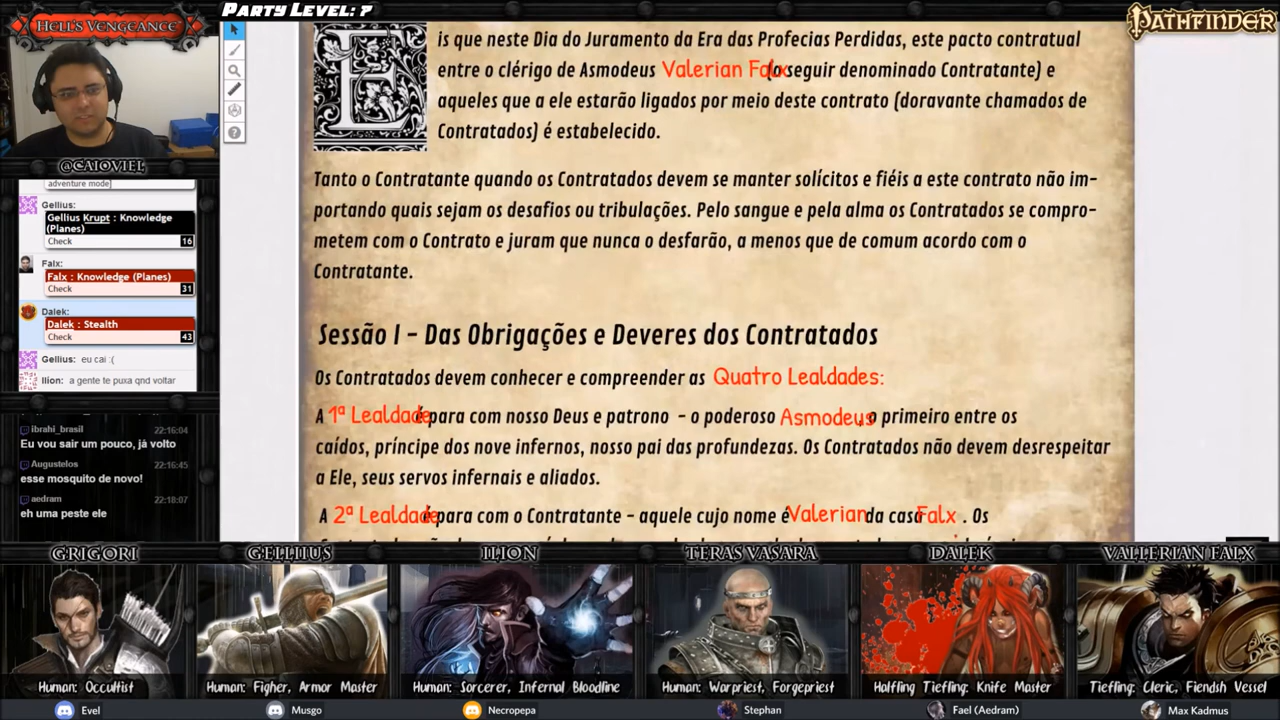 PARTY LEVEL: 7
HELL'S VENGEANCE
PATHFINDER
@CAIOVIEL
adventure mode]
Gellius:
Gellius Krupt : Knowledge (Planes)
Check 16
Falx:
Falx : Knowledge (Planes)
Check 31
Dalek:
Dalek : Stealth
Check 43
Gellius: eu cai :(
Ilion: a gente te puxa qnd voltar
ibrahi_brasil 22:16:04
Eu vou sair um pouco, já volto
Augustelos 22:16:45
esse mosquito de novo!
aedram 22:18:07
eh uma peste ele
E
is que neste Dia do Juramento da Era das Profecias Perdidas, este pacto contratual
entre o clérigo de Asmodeus Valerian Falx (o seguir denominado Contratante) e
aqueles que a ele estarão ligados por meio deste contrato (doravante chamados de
Contratados) é estabelecido.
Tanto o Contratante quando os Contratados devem se manter solícitos e fiéis a este contrato não im-
portando quais sejam os desafios ou tribulações. Pelo sangue e pela alma os Contratados se compro-
metem com o Contrato e juram que nunca o desfarão, a menos que de comum acordo com o
Contratante.
Sessão I - Das Obrigações e Deveres dos Contratados
Os Contratados devem conhecer e compreender as Quatro Lealdades:
A 1ª Lealdade é para com nosso Deus e patrono - o poderoso Asmodeus, o primeiro entre os
caídos, príncipe dos nove infernos, nosso pai das profundezas. Os Contratados não devem desrespeitar
a Ele, seus servos infernais e aliados.
A 2ª Lealdade é para com o Contratante - aquele cujo nome é Valerian da casa Falx . Os
GRIGORI
GELLIUS
ILION
TERAS VASARA
DALEK
VALLERIAN FALX
Human: Occultist
Human: Figher, Armor Master
Human: Sorcerer, Infernal Bloodline
Human: Warpriest, Forgepriest
Halfling Tiefling: Knife Master
Tiefling: Cleric, Fiendsh Vessel
Evel
Musgo
Necropepa
Stephan
Fael (Aedram)
Max Kadmus